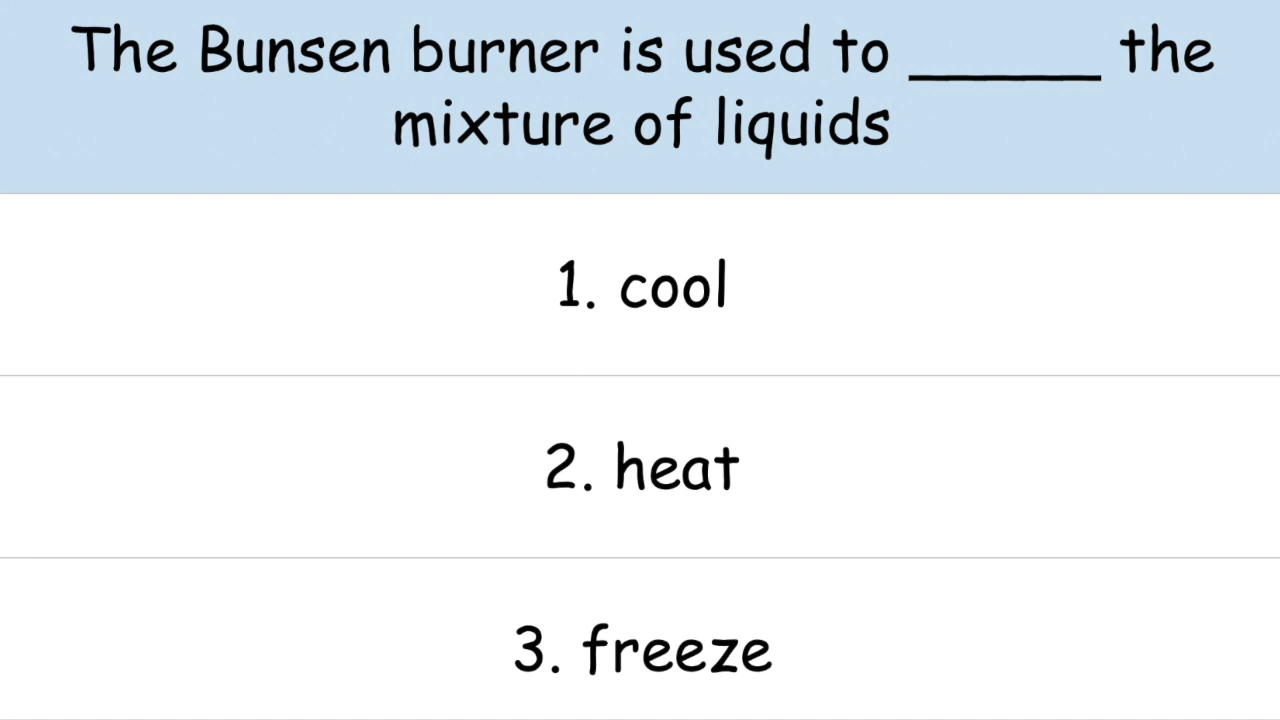 The Bunsen burner is used to ______ the
mixture of liquids
1. cool
2. heat
3. freeze